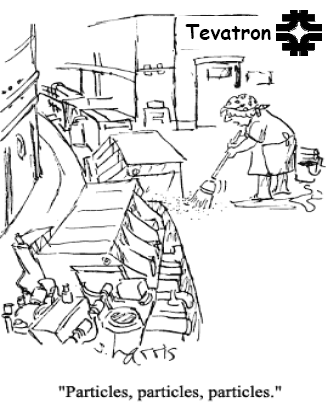 Tevatron
s. harris
"Particles, particles, particles."